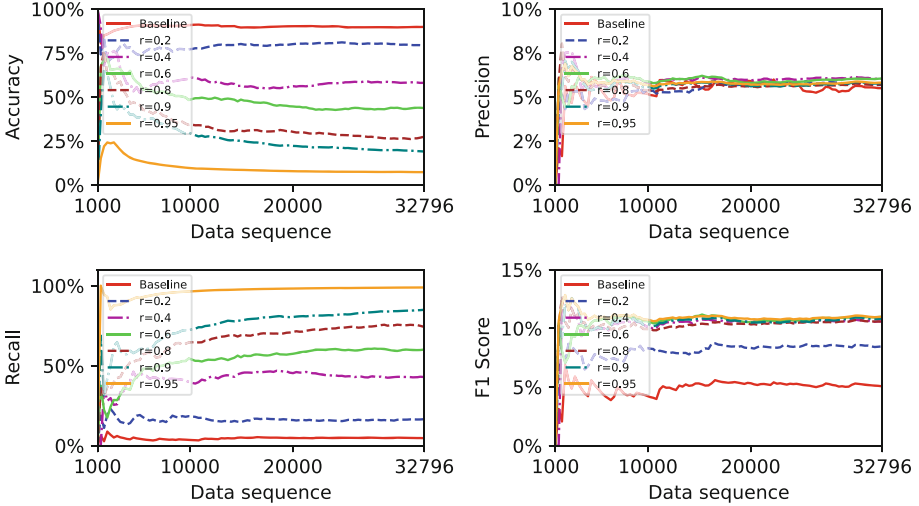 Accuracy
100%
75%
50%
25%
0%
Baseline
r=0.2
r=0.4
r=0.6
r=0.8
r=0.9
r=0.95
1000
10000
20000
32796
Data sequence
Precision
10%
8%
5%
2%
0%
Baseline
r=0.2
r=0.4
r=0.6
r=0.8
r=0.9
r=0.95
1000
10000
20000
32796
Data sequence
Recall
100%
50%
0%
Baseline
r=0.2
r=0.4
r=0.6
r=0.8
r=0.9
r=0.95
1000
10000
20000
32796
Data sequence
F1 Score
15%
10%
5%
0%
Baseline
r=0.2
r=0.4
r=0.6
r=0.8
r=0.9
r=0.95
1000
10000
20000
32796
Data sequence